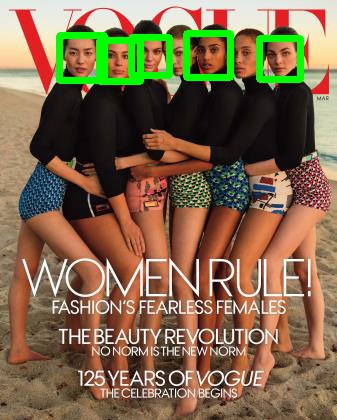 VOGUE
MAR
WOMEN RULE!
FASHION'S FEARLESS FEMALES
THE BEAUTY REVOLUTION
NO NORM IS THE NEW NORM
125 YEARS OF VOGUE
THE CELEBRATION BEGINS